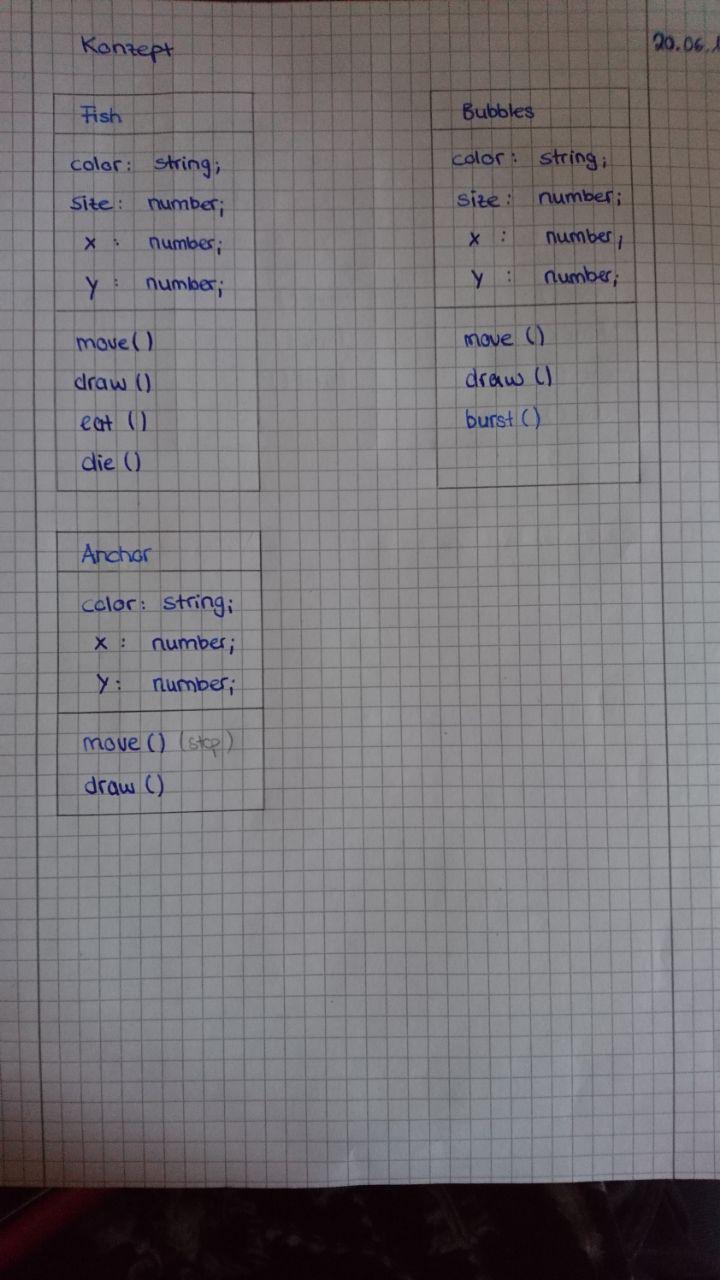 Konzept
20.06.1
Fish
color: string;
size: number;
x : number;
y : number;
move()
draw ()
eat ()
die ()
Bubbles
color: string;
size: number;
x : number;
y : number;
move ()
draw ()
burst ()
Anchor
color: string;
x : number;
y : number;
move () (stop)
draw ()